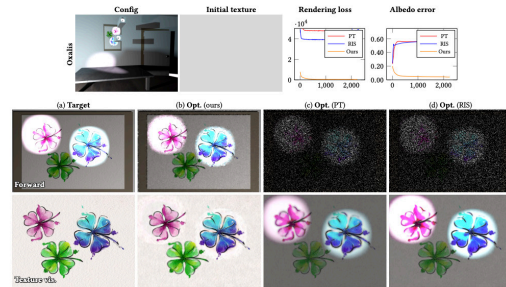 Config
Initial texture
Rendering loss
Albedo error
Oxalis
·10⁴
4
2
0
0
1,000
2,000
PT
RIS
Ours
0.60
0.40
0.20
0.00
0
1,000
2,000
PT
RIS
Ours
(a) Target
(b) Opt. (ours)
(c) Opt. (PT)
(d) Opt. (RIS)
Forward
Texture vis.